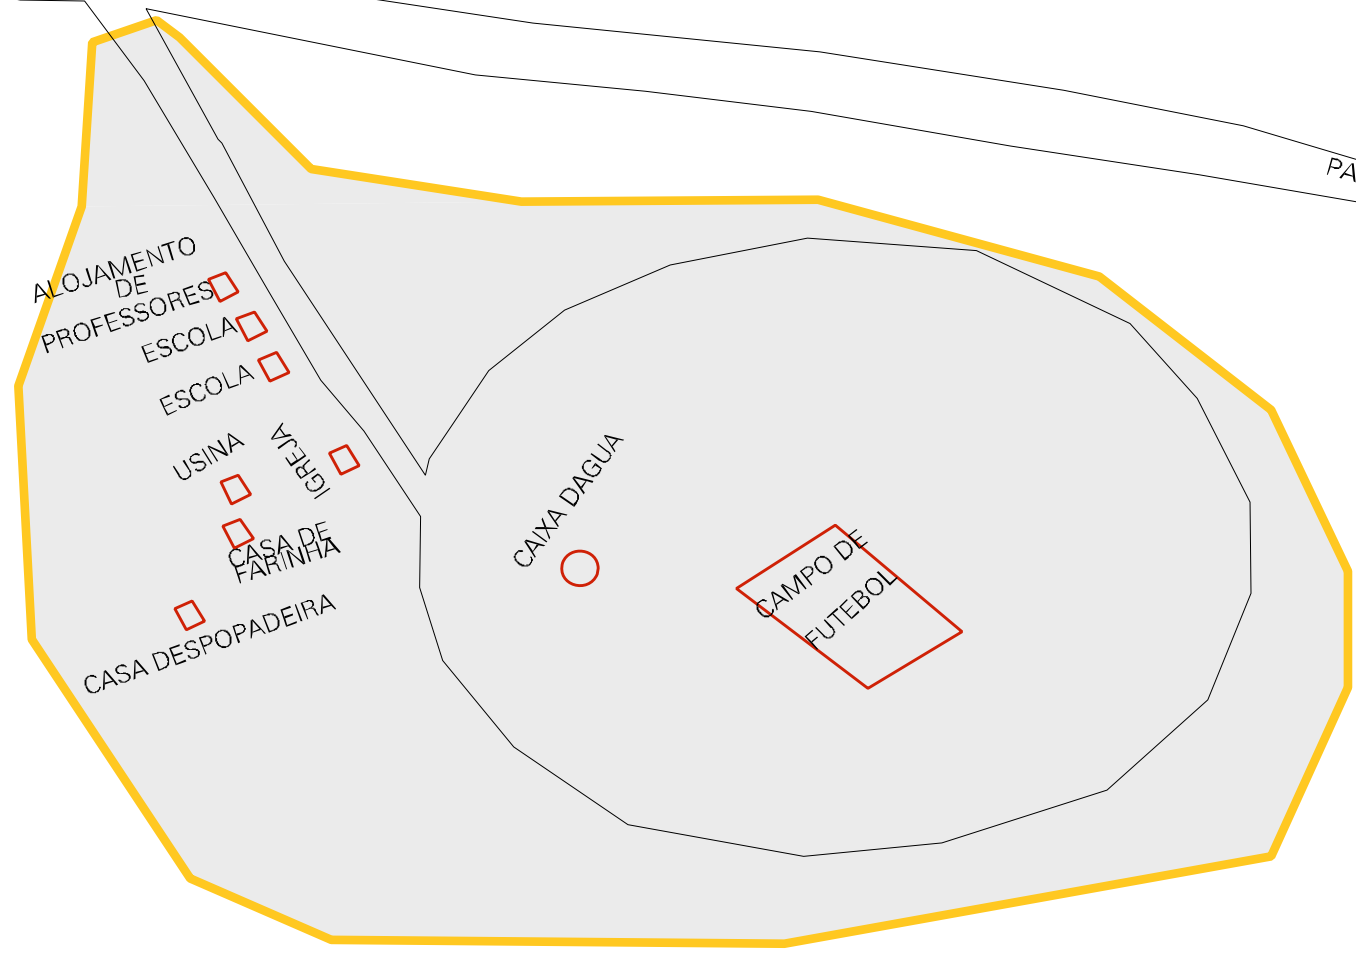 PA
ALOJAMENTO
DE
PROFESSORES
ESCOLA
ESCOLA
USINA
IGREJA
CAIXA DAGUA
CASA DE
FARINHA
CAMPO DE
FUTEBOL
CASA DESPOPADEIRA